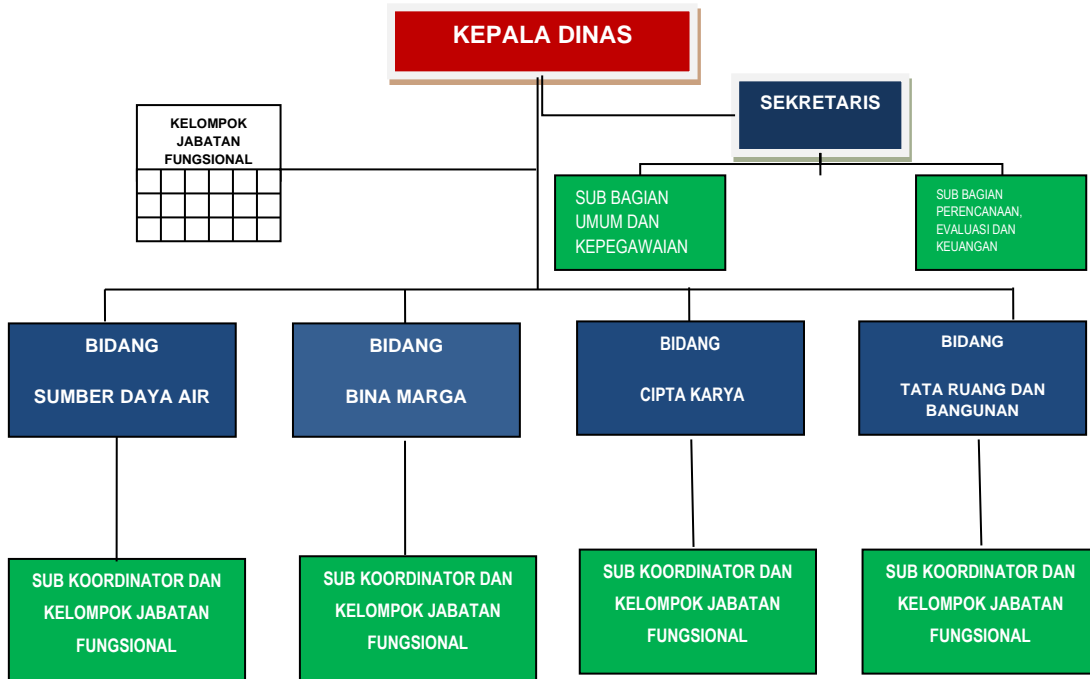 KEPALA DINAS
SEKRETARIS
KELOMPOK
JABATAN
FUNGSIONAL
SUB BAGIAN
UMUM DAN
KEPEGAWAIAN
SUB BAGIAN
PERENCANAAN,
EVALUASI DAN
KEUANGAN
BIDANG
SUMBER DAYA AIR
BIDANG
BINA MARGA
BIDANG
CIPTA KARYA
BIDANG
TATA RUANG DAN
BANGUNAN
SUB KOORDINATOR DAN
KELOMPOK JABATAN
FUNGSIONAL
SUB KOORDINATOR DAN
KELOMPOK JABATAN
FUNGSIONAL
SUB KOORDINATOR DAN
KELOMPOK JABATAN
FUNGSIONAL
SUB KOORDINATOR DAN
KELOMPOK JABATAN
FUNGSIONAL